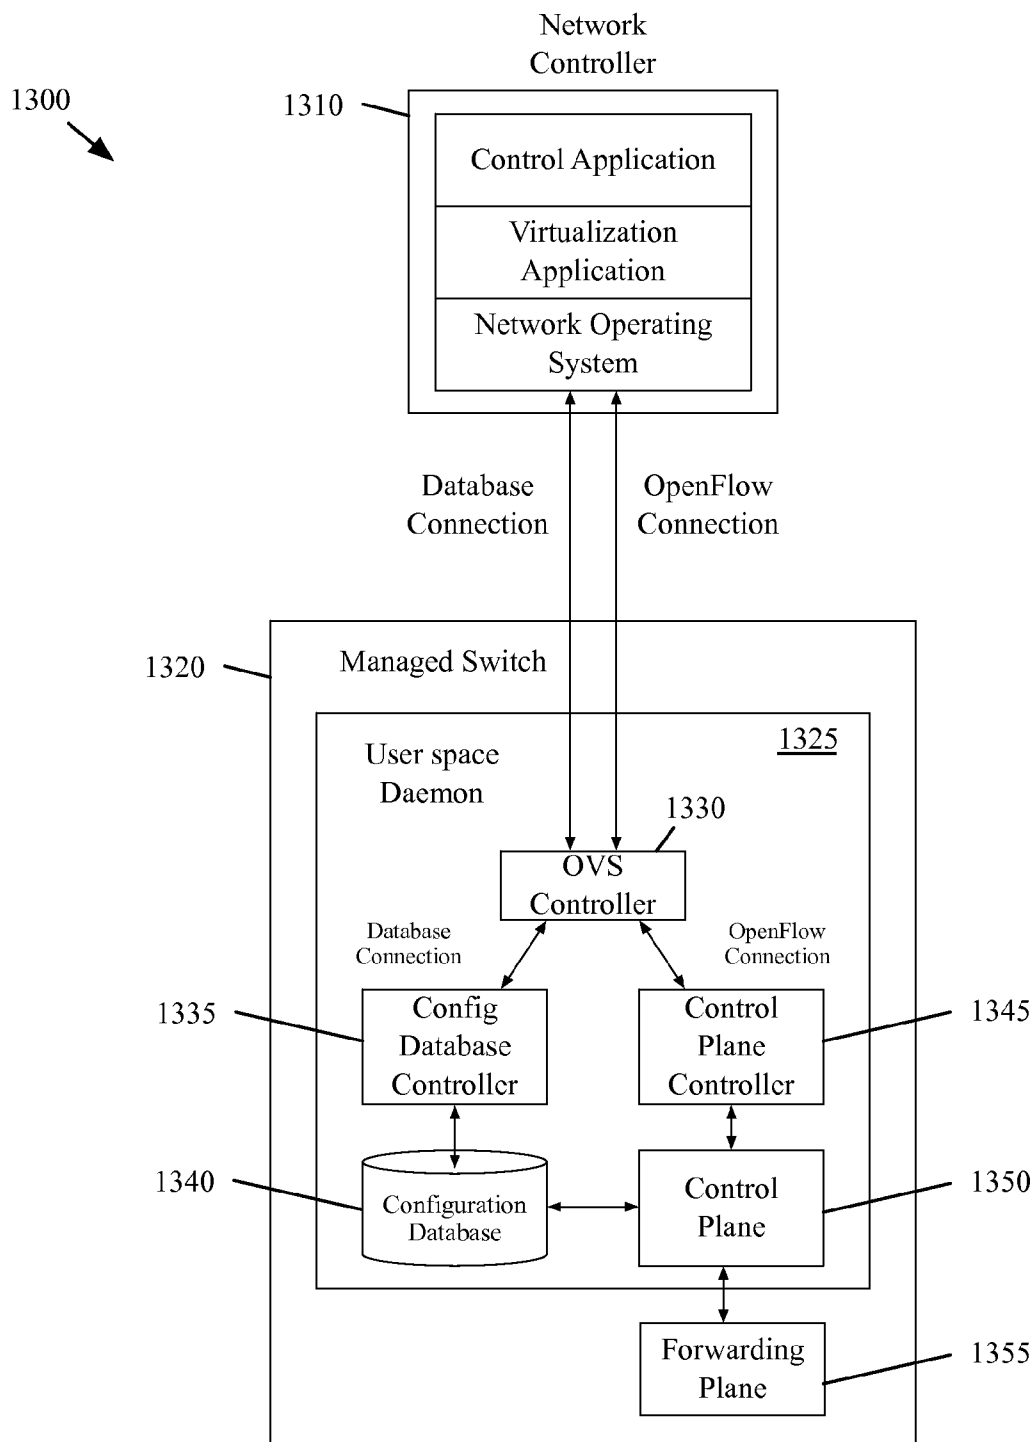 Network
Controller
1300
1310
Control Application
Virtualization
Application
Network Operating
System
Database
Connection
OpenFlow
Connection
1320
Managed Switch
1325
User space
Daemon
1330
OVS
Controller
Database
Connection
OpenFlow
Connection
1335
Config
Database
Controller
Control
Plane
Controller
1345
1340
Configuration
Database
Control
Plane
1350
Forwarding
Plane
1355